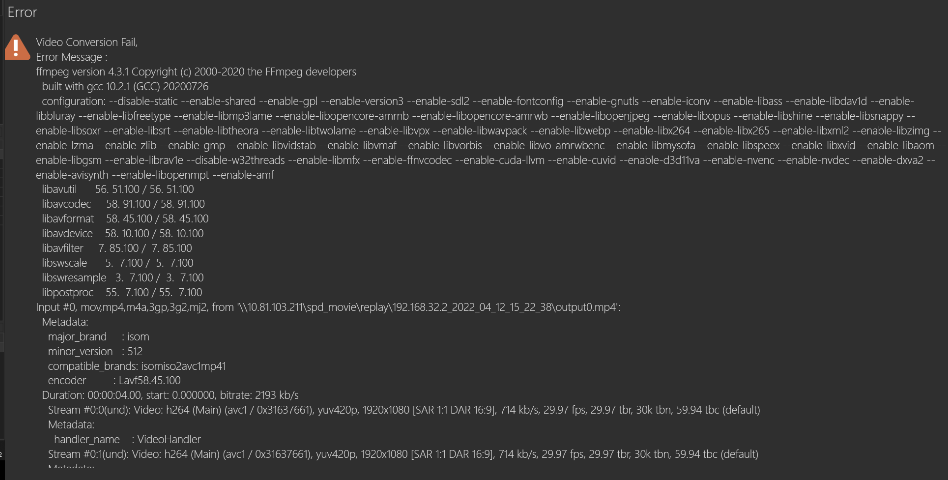 Error
Video Conversion Fail,
Error Message :
ffmpeg version 4.3.1 Copyright (c) 2000-2020 the FFmpeg developers
built with gcc 10.2.1 (GCC) 20200726
configuration: --disable-static --enable-shared --enable-gpl --enable-version3 --enable-sdl2 --enable-fontconfig --enable-gnutls --enable-iconv --enable-libass --enable-libdav1d --enable-
libbluray --enable-libfreetype --enable-libmp3lame --enable-libopencore-amrnb --enable-libopencore-amrwb --enable-libopenjpeg --enable-libopus --enable-libshine --enable-libsnappy --
enable-libsoxr --enable-libsrt --enable-libtheora --enable-libtwolame --enable-libvpx --enable-libwavpack --enable-libwebp --enable-libx264 --enable-libx265 --enable-libxml2 --enable-libzimg --
enable-lzma --enable-zlib --enable-gmp --enable-libvidstab --enable-libvmaf --enable-libvorbis --enable-libvo-amrwbenc --enable-libmysofa --enable-libspeex --enable-libxvid --enable-libaom --
enable-libgsm --enable-librav1e --disable-w32threads --enable-libmfx --enable-ffnvcodec --enable-cuda-llvm --enable-cuvid --enable-d3d11va --enable-nvenc --enable-nvdec --enable-dxva2 --
enable-avisynth --enable-libopenmpt --enable-amf
libavutil 56. 51.100 / 56. 51.100
libavcodec 58. 91.100 / 58. 91.100
libavformat 58. 45.100 / 58. 45.100
libavdevice 58. 10.100 / 58. 10.100
libavfilter 7. 85.100 / 7. 85.100
libswscale 5. 7.100 / 5. 7.100
libswresample 3. 7.100 / 3. 7.100
libpostproc 55. 7.100 / 55. 7.100
Input #0, mov,mp4,m4a,3gp,3g2,mj2, from '\\10.81.103.211\spd_movie\replay\192.168.32.2_2022_04_12_15_22_38\output0.mp4':
Metadata:
major_brand : isom
minor_version : 512
compatible_brands: isomiso2avc1mp41
encoder : Lavf58.45.100
Duration: 00:00:04.00, start: 0.000000, bitrate: 2193 kb/s
Stream #0:0(und): Video: h264 (Main) (avc1 / 0x31637661), yuv420p, 1920x1080 [SAR 1:1 DAR 16:9], 714 kb/s, 29.97 fps, 29.97 tbr, 30k tbn, 59.94 tbc (default)
Metadata:
handler_name : VideoHandler
Stream #0:1(und): Video: h264 (Main) (avc1 / 0x31637661), yuv420p, 1920x1080 [SAR 1:1 DAR 16:9], 714 kb/s, 29.97 fps, 29.97 tbr, 30k tbn, 59.94 tbc (default)